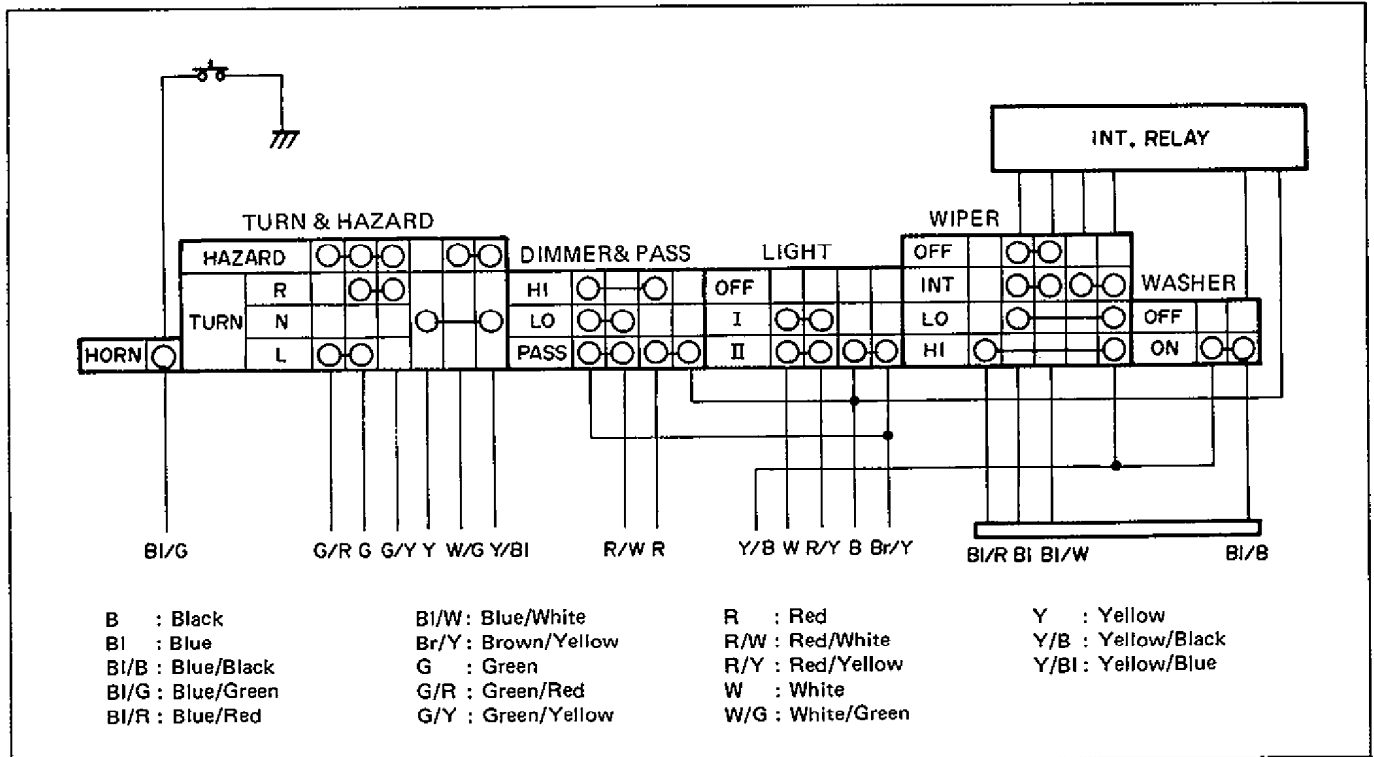 INT. RELAY
TURN & HAZARD
WIPER
HAZARD
DIMMER & PASS
LIGHT
OFF
R
HI
OFF
INT
WASHER
TURN
N
LO
I
LO
OFF
HORN
L
PASS
II
HI
ON
Bl/G G/R G G/Y Y W/G Y/Bl R/W R Y/B W R/Y B Br/Y Bl/R Bl Bl/W Bl/B
B : Black
Bl : Blue
Bl/B : Blue/Black
Bl/G : Blue/Green
Bl/R : Blue/Red
Bl/W : Blue/White
Br/Y : Brown/Yellow
G : Green
G/R : Green/Red
G/Y : Green/Yellow
R : Red
R/W : Red/White
R/Y : Red/Yellow
W : White
W/G : White/Green
Y : Yellow
Y/B : Yellow/Black
Y/Bl : Yellow/Blue